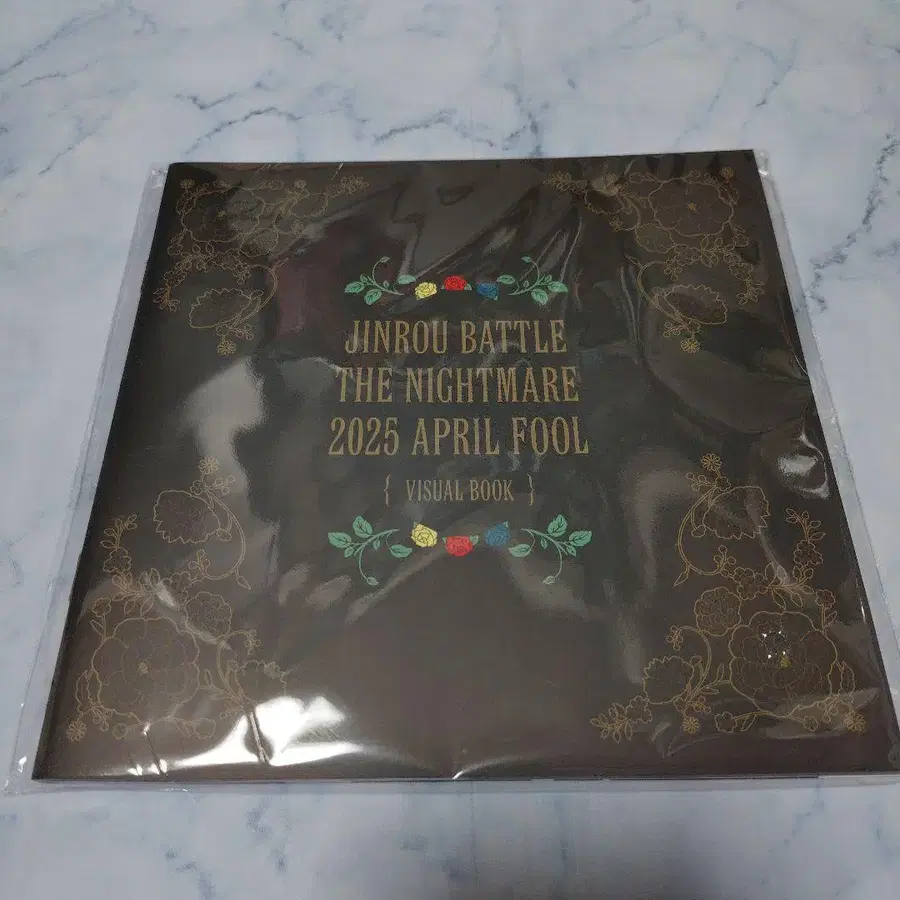 JINROU BATTLE
THE NIGHTMARE
2025 APRIL FOOL
{ VISUAL BOOK }